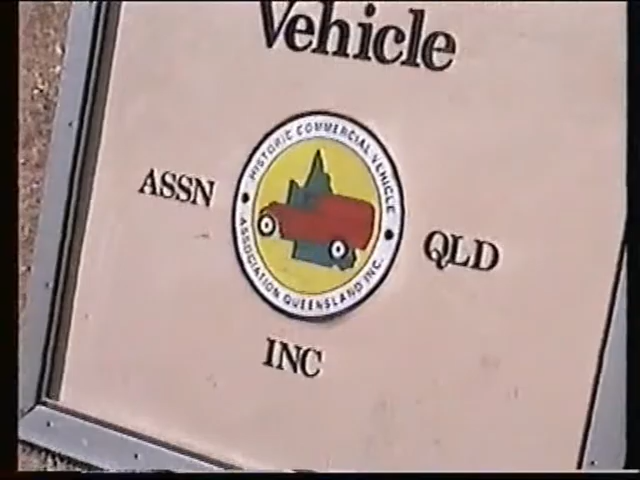 Vehicle
HISTORIC COMMERCIAL VEHICLE
ASSOCIATION QUEENSLAND INC.
ASSN
QLD
INC